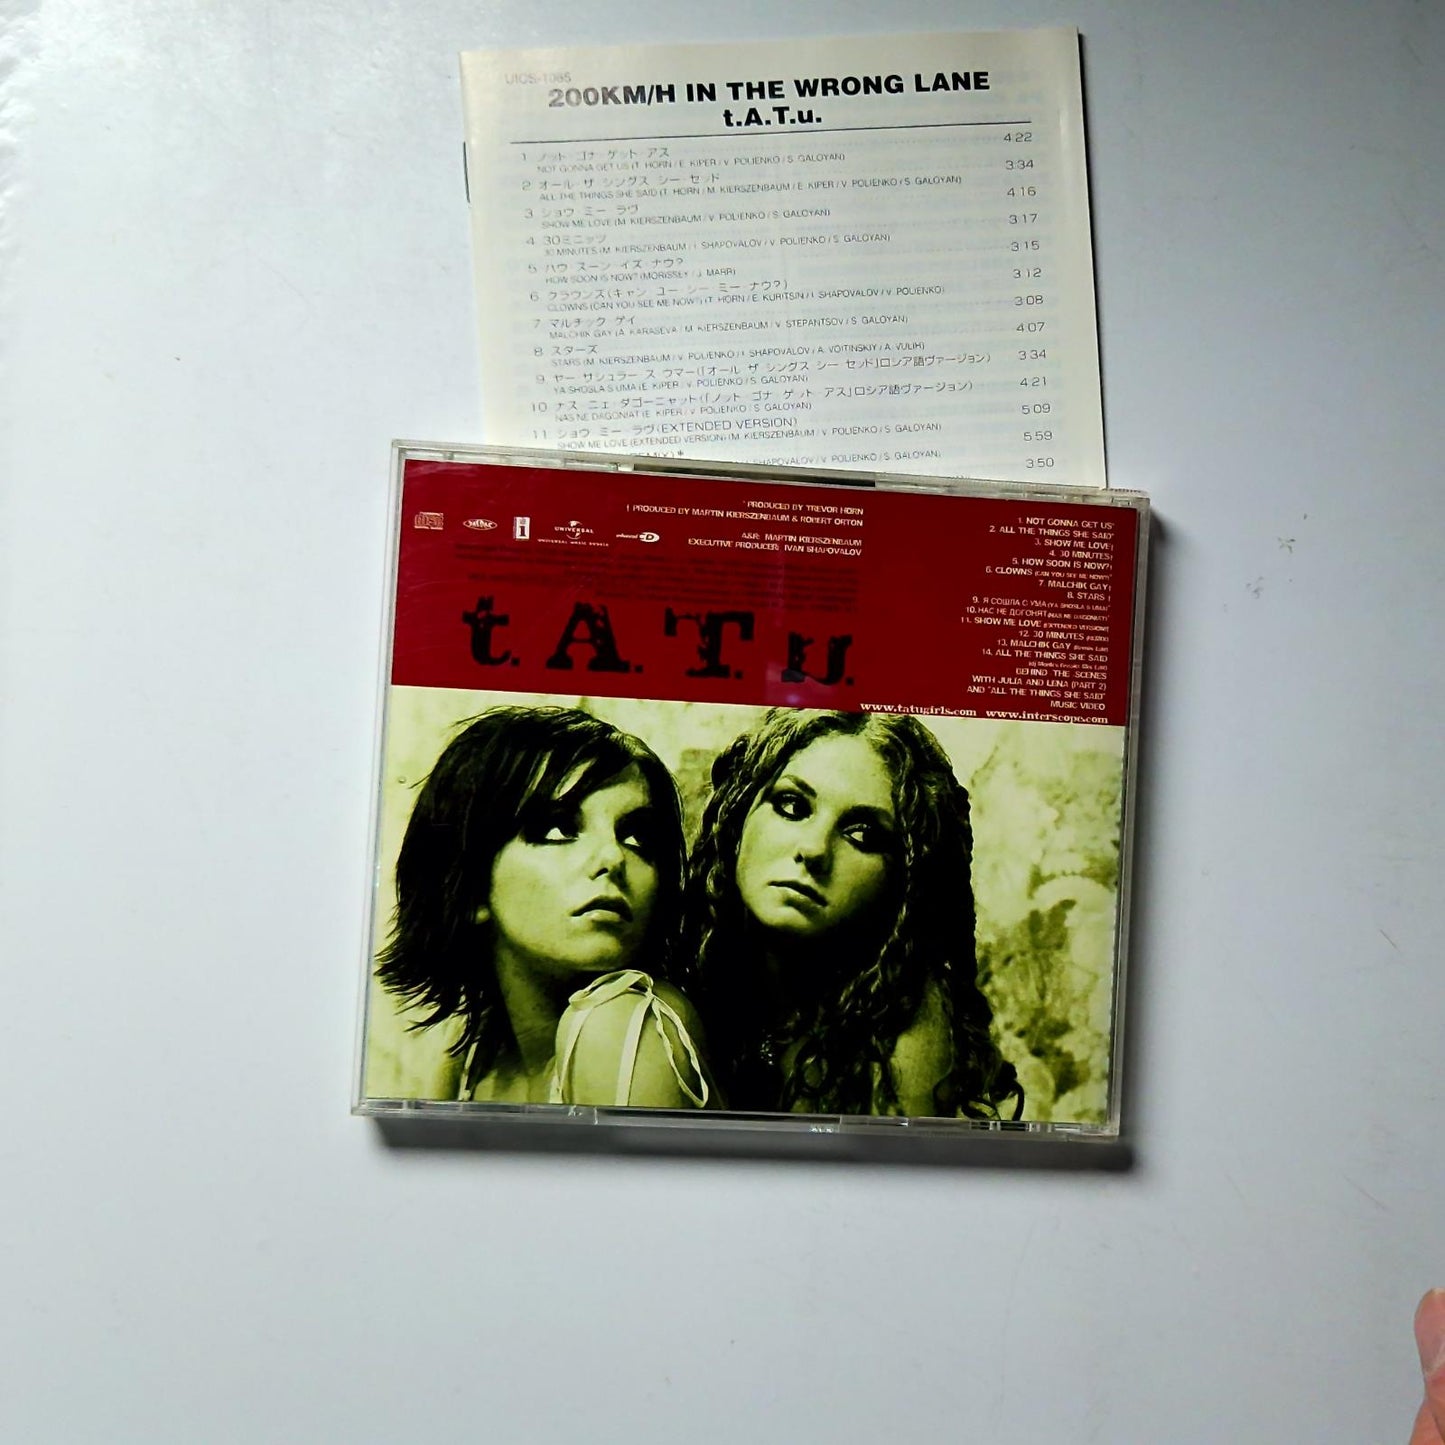 UICS-1085
200KM/H IN THE WRONG LANE
t.A.T.u.
1 ノット・ゴナ・ゲット・アス 4:22
NOT GONNA GET US (T. HORN / E. KIPER / V. POLIENKO / S. GALOYAN)
2 オール・ザ・シングス・シー・セッド 3:34
ALL THE THINGS SHE SAID (T. HORN / M. KIERSZENBAUM / E. KIPER / V. POLIENKO / S. GALOYAN)
3 ショウ・ミー・ラヴ 4:16
SHOW ME LOVE (M. KIERSZENBAUM / V. POLIENKO / S. GALOYAN)
4 30ミニッツ 3:17
30 MINUTES (M. KIERSZENBAUM / I. SHAPOVALOV / V. POLIENKO / S. GALOYAN)
5 ハウ・スーン・イズ・ナウ? 3:15
HOW SOON IS NOW? (MORISSEY / J. MARR)
6 クラウンズ(キャン・ユー・シー・ミー・ナウ?) 3:12
CLOWNS (CAN YOU SEE ME NOW?) (T. HORN / E. KURITSIN / I. SHAPOVALOV / V. POLIENKO)
7 マルチック・ゲイ 3:08
MALCHIK GAY (A. KARASEVA / M. KIERSZENBAUM / V. STEPANTSOV / S. GALOYAN)
8 スターズ 4:07
STARS (M. KIERSZENBAUM / V. POLIENKO / I. SHAPOVALOV / A. VOITINSKIY / A. VULIH)
9 ヤー・サシュラー・ス・ウマー(「オール・ザ・シングス・シー・セッド」ロシア語ヴァージョン) 3:34
YA SHOSLA S UMA (E. KIPER / V. POLIENKO / S. GALOYAN)
10 ナス・ニェ・ダゴーニャット(「ノット・ゴナ・ゲット・アス」ロシア語ヴァージョン) 4:21
NAS NE DAGONIAT (E. KIPER / V. POLIENKO / S. GALOYAN)
11 ショウ・ミー・ラヴ(EXTENDED VERSION) 5:09
SHOW ME LOVE (EXTENDED VERSION) (M. KIERSZENBAUM / V. POLIENKO / S. GALOYAN)
REMIX)* 5:59
SHAPOVALOV / V. POLIENKO / S. GALOYAN)
3:50
* PRODUCED BY TREVOR HORN
! PRODUCED BY MARTIN KIERSZENBAUM & ROBERT ORTON
A&R: MARTIN KIERSZENBAUM
EXECUTIVE PRODUCER: IVAN SHAPOVALOV
UNIVERSAL
UNIVERSAL MUSIC RUSSIA
enhanced CD
1. NOT GONNA GET US*
2. ALL THE THINGS SHE SAID*
3. SHOW ME LOVE!
4. 30 MINUTES!
5. HOW SOON IS NOW?!
6. CLOWNS (CAN YOU SEE ME NOW?)*
7. MALCHIK GAY!
8. STARS !
9. Я СОШЛА С УМА (YA SHOSLA S UMA)*
10. НАС НЕ ДОГОНЯТ (NAS NE DAGONIAT)*
11. SHOW ME LOVE (EXTENDED VERSION)!
12. 30 MINUTES (REMIX)
13. MALCHIK GAY (Remix Edit)
14. ALL THE THINGS SHE SAID
BEHIND THE SCENES
WITH JULIA AND LENA (PART 2)
AND "ALL THE THINGS SHE SAID"
MUSIC VIDEO
t.A.T.u.
www.tatugirls.com www.interscope.com